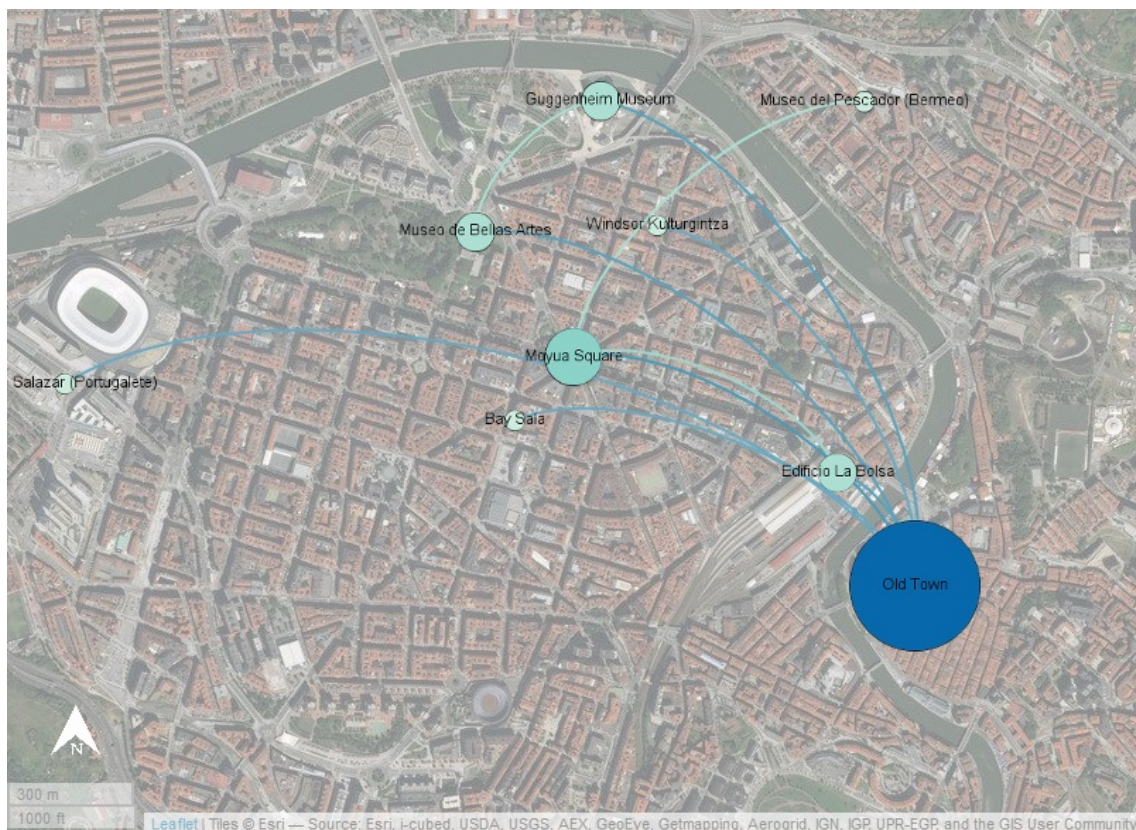 Guggenheim Museum
Museo del Pescador (Bermeo)
Museo de Bellas Artes
Windsor Kulturgintza
Moyua Square
Salazar (Portugalete)
Bay Sala
Edificio La Bolsa
Old Town
N
300 m
1000 ft
Leaflet | Tiles © Esri — Source: Esri, i-cubed, USDA, USGS, AEX, GeoEye, Getmapping, Aerogrid, IGN, IGP, UPR-EGP, and the GIS User Community